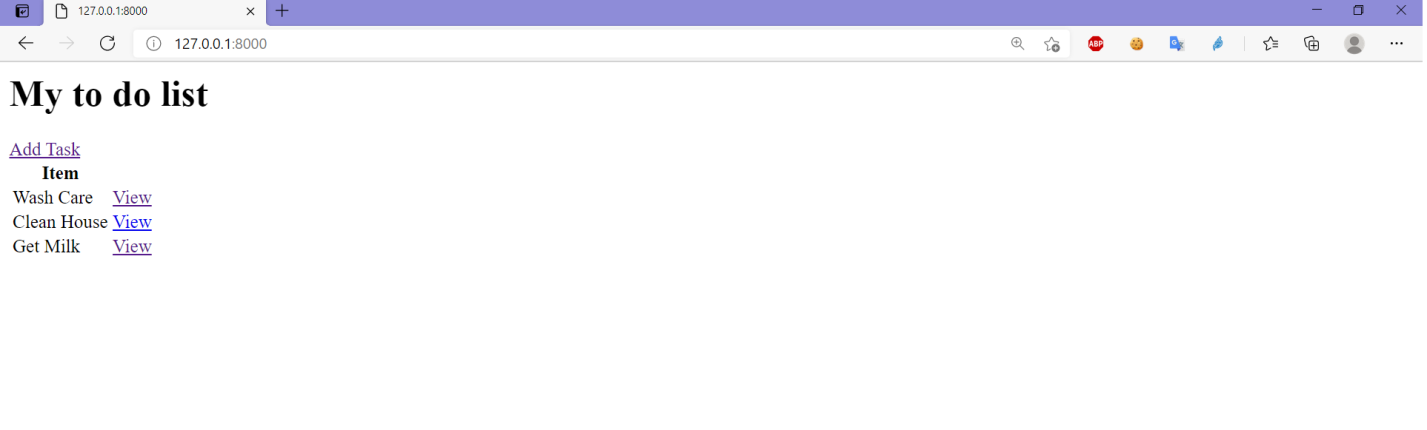 127.0.0.1:8000
127.0.0.1:8000
ABP
My to do list
Add Task
Item
Wash Care View
Clean House View
Get Milk View